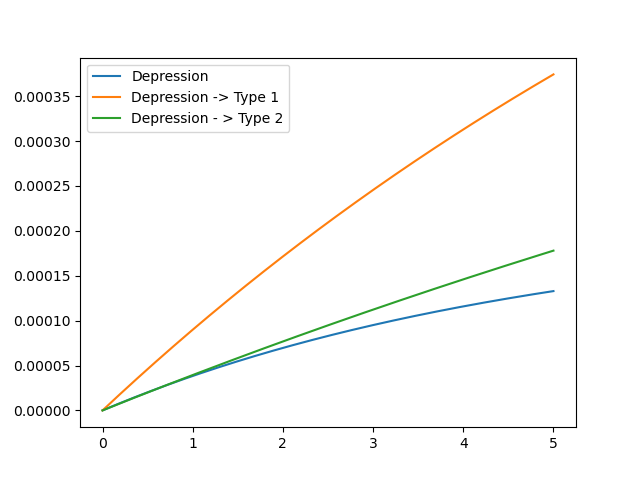 Depression
Depression -> Type 1
Depression - > Type 2
0.00035
0.00030
0.00025
0.00020
0.00015
0.00010
0.00005
0.00000
0 1 2 3 4 5